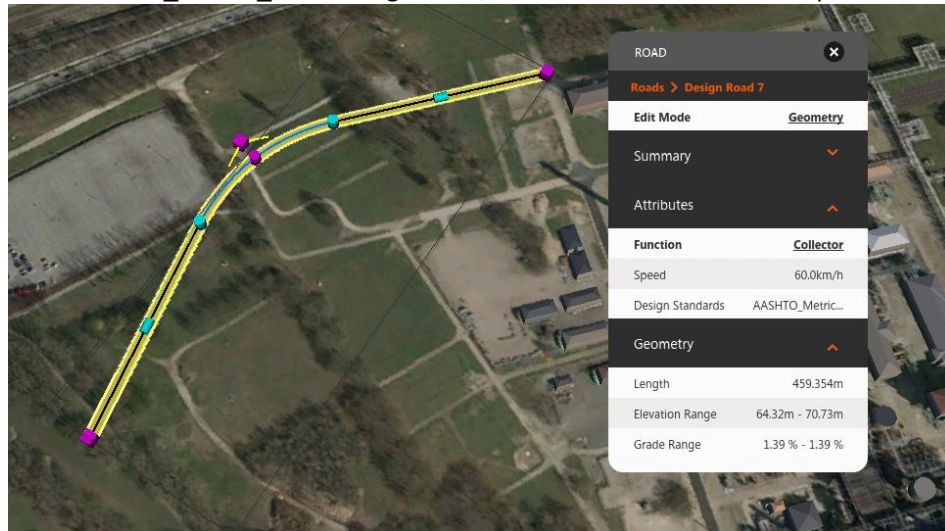 ROAD
Roads > Design Road 7
Edit Mode Geometry
Summary
Attributes
Function Collector
Speed 60.0km/h
Design Standards AASHTO_Metric...
Geometry
Length 459.354m
Elevation Range 64.32m - 70.73m
Grade Range 1.39 % - 1.39 %